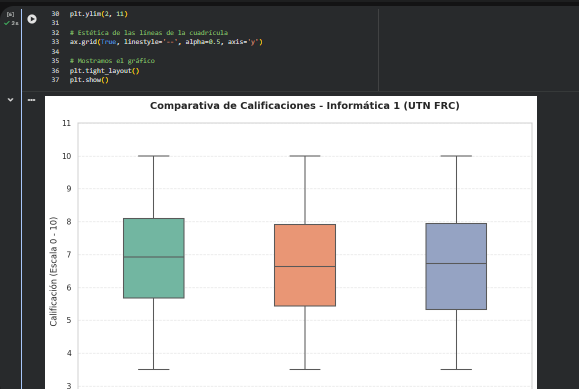 [6]
2 s
30 plt.ylim(2, 11)
31
32 # Estética de las líneas de la cuadrícula
33 ax.grid(True, linestyle='--', alpha=0.5, axis='y')
34
35 # Mostramos el gráfico
36 plt.tight_layout()
37 plt.show()
Comparativa de Calificaciones - Informática 1 (UTN FRC)
Calificación (Escala 0 - 10)
11
10
9
8
7
6
5
4
3